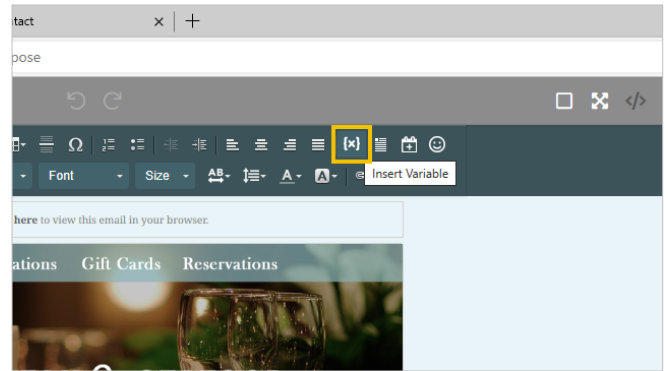 tact
pose
Font Size
Insert Variable
here to view this email in your browser.
ations Gift Cards Reservations